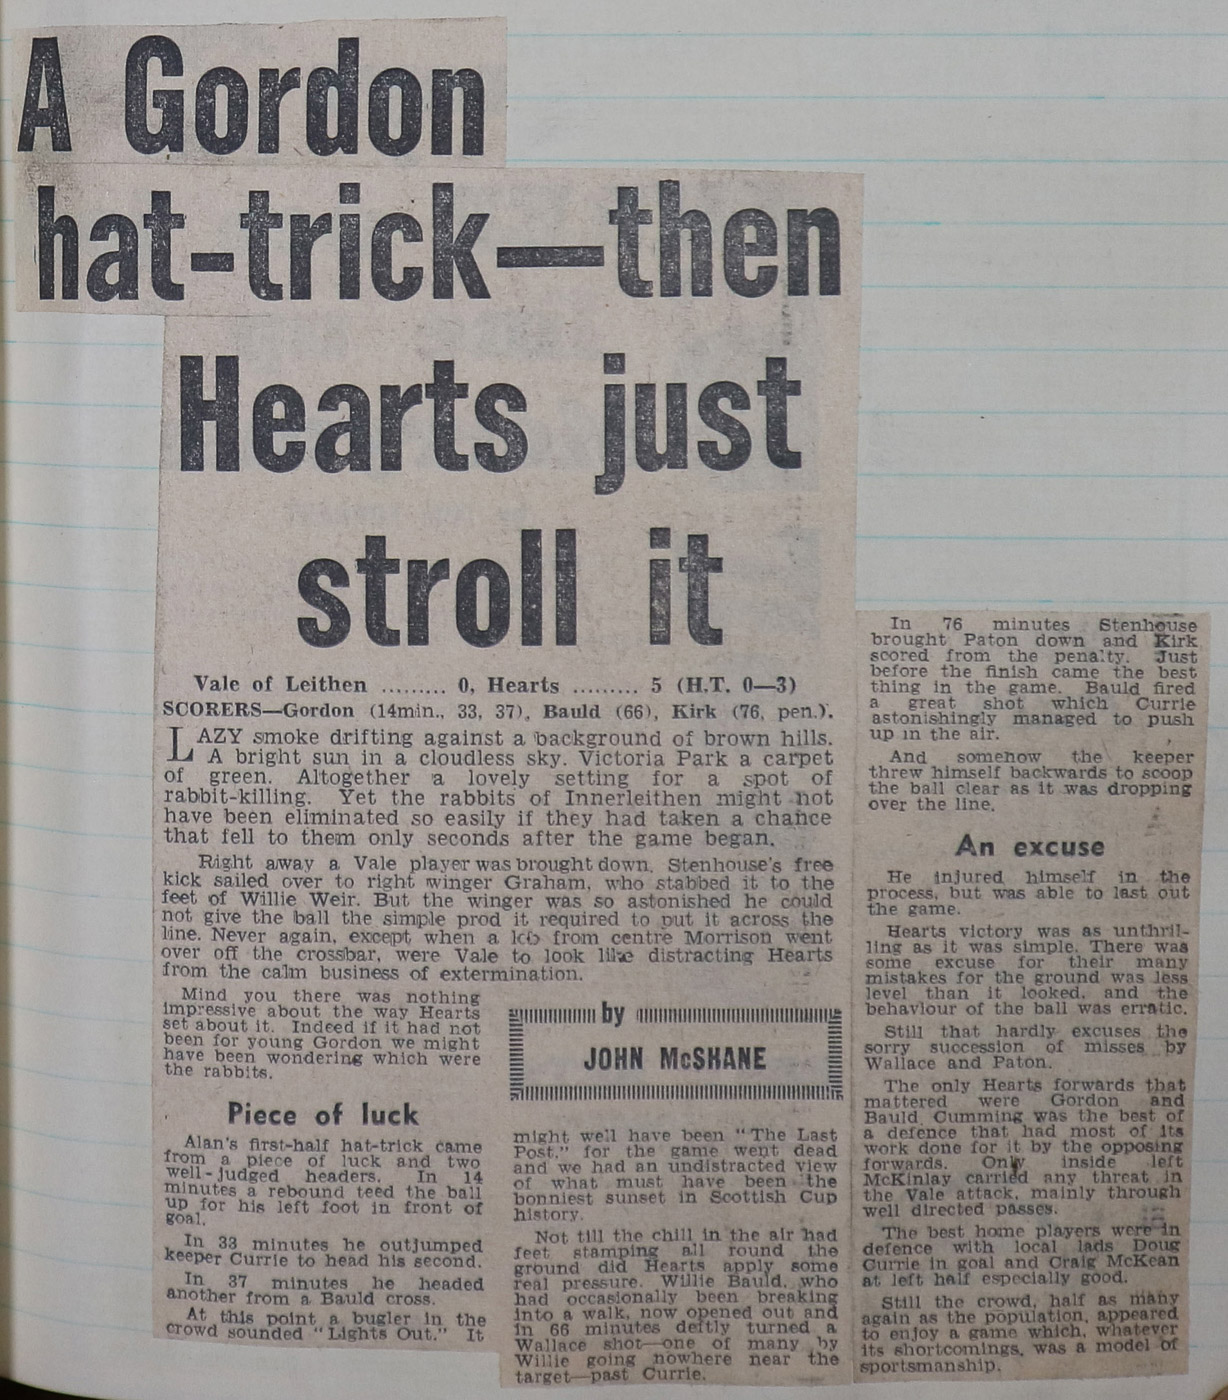 A Gordon
hat-trick—then
Hearts just
stroll it
Vale of Leithen ......... 0, Hearts ......... 5 (H.T. 0—3)
SCORERS—Gordon (14min., 33, 37), Bauld (66), Kirk (76, pen.).
LAZY smoke drifting against a background of brown hills.
A bright sun in a cloudless sky. Victoria Park a carpet
of green. Altogether a lovely setting for a spot of
rabbit-killing. Yet the rabbits of Innerleithen might not
have been eliminated so easily if they had taken a chance
that fell to them only seconds after the game began.
Right away a Vale player was brought down. Stenhouse's free
kick sailed over to right winger Graham, who stabbed it to the
feet of Willie Weir. But the winger was so astonished he could
not give the ball the simple prod it required to put it across the
line. Never again, except when a lob from centre Morrison went
over off the crossbar, were Vale to look like distracting Hearts
from the calm business of extermination.
Mind you there was nothing
impressive about the way Hearts
set about it. Indeed if it had not
been for young Gordon we might
have been wondering which were
the rabbits.
Piece of luck
Alan's first-half hat-trick came
from a piece of luck and two
well-judged headers. In 14
minutes a rebound teed the ball
up for his left foot in front of
goal.
In 33 minutes he outjumped
keeper Currie to head his second.
In 37 minutes he headed
another from a Bauld cross.
At this point a bugler in the
crowd sounded "Lights Out." It
by
JOHN McSHANE
might well have been "The Last
Post," for the game went dead
and we had an undistracted view
of what must have been the
bonniest sunset in Scottish Cup
history.
Not till the chill in the air had
feet stamping all round the
ground did Hearts apply some
real pressure. Willie Bauld, who
had occasionally been breaking
into a walk, now opened out and
in 66 minutes deftly turned a
Wallace shot—one of many by
Willie going nowhere near the
target—past Currie.
In 76 minutes Stenhouse
brought Paton down and Kirk
scored from the penalty. Just
before the finish came the best
thing in the game. Bauld fired
a great shot which Currie
astonishingly managed to push
up in the air.
And somehow the keeper
threw himself backwards to scoop
the ball clear as it was dropping
over the line.
An excuse
He injured himself in the
process, but was able to last out
the game.
Hearts victory was as unthril-
ling as it was simple. There was
some excuse for their many
mistakes for the ground was less
level than it looked, and the
behaviour of the ball was erratic.
Still that hardly excuses the
sorry succession of misses by
Wallace and Paton.
The only Hearts forwards that
mattered were Gordon and
Bauld. Cumming was the best of
a defence that had most of its
work done for it by the opposing
forwards. Only inside left
McKinlay carried any threat in
the Vale attack, mainly through
well directed passes.
The best home players were in
defence with local lads Doug
Currie in goal and Craig McKean
at left half especially good.
Still the crowd, half as many
again as the population, appeared
to enjoy a game which, whatever
its shortcomings, was a model of
sportsmanship.